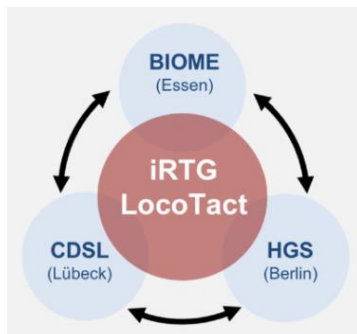 BIOME
(Essen)
iRTG
LocoTact
CDSL
(Lübeck)
HGS
(Berlin)